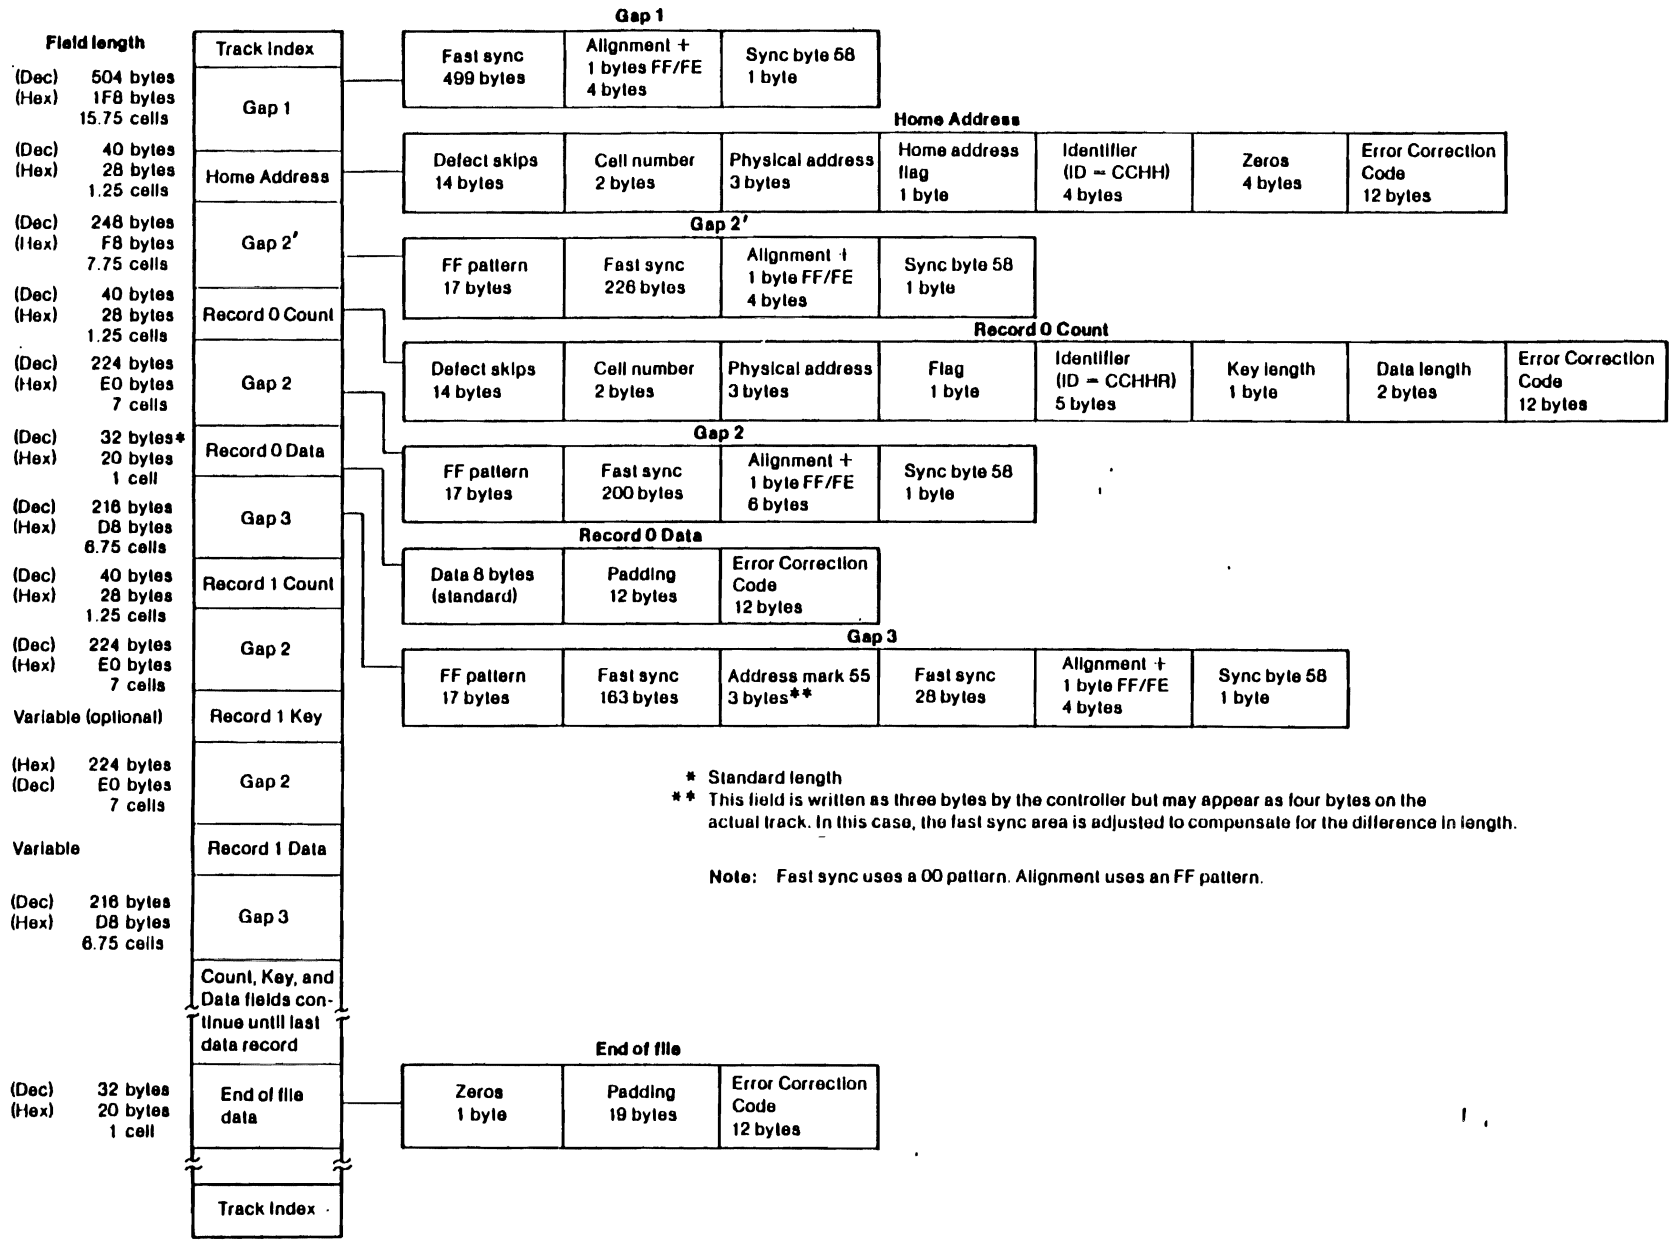 Field length
Track Index
(Dec) 504 bytes
(Hex) 1F8 bytes
15.75 cells
Gap 1
(Dec) 40 bytes
(Hex) 28 bytes
1.25 cells
Home Address
(Dec) 248 bytes
(Hex) F8 bytes
7.75 cells
Gap 2'
(Dec) 40 bytes
(Hex) 28 bytes
1.25 cells
Record 0 Count
(Dec) 224 bytes
(Hex) E0 bytes
7 cells
Gap 2
(Dec) 32 bytes*
(Hex) 20 bytes
1 cell
Record 0 Data
(Dec) 216 bytes
(Hex) D8 bytes
6.75 cells
Gap 3
(Dec) 40 bytes
(Hex) 28 bytes
1.25 cells
Record 1 Count
(Dec) 224 bytes
(Hex) E0 bytes
7 cells
Gap 2
Variable (optional)
Record 1 Key
(Hex) 224 bytes
(Dec) E0 bytes
7 cells
Gap 2
Variable
Record 1 Data
(Dec) 216 bytes
(Hex) D8 bytes
6.75 cells
Gap 3
Count, Key, and
Data fields con-
tinue until last
data record
(Dec) 32 bytes
(Hex) 20 bytes
1 cell
End of file
data
Track Index
Gap 1
Fast sync
499 bytes
Alignment +
1 bytes FF/FE
4 bytes
Sync byte 58
1 byte
Home Address
Defect skips
14 bytes
Cell number
2 bytes
Physical address
3 bytes
Home address
flag
1 byte
Identifier
(ID = CCHH)
4 bytes
Zeros
4 bytes
Error Correction
Code
12 bytes
Gap 2'
FF pattern
17 bytes
Fast sync
226 bytes
Alignment +
1 byte FF/FE
4 bytes
Sync byte 58
1 byte
Record 0 Count
Defect skips
14 bytes
Cell number
2 bytes
Physical address
3 bytes
Flag
1 byte
Identifier
(ID = CCHHR)
5 bytes
Key length
1 byte
Data length
2 bytes
Error Correction
Code
12 bytes
Gap 2
FF pattern
17 bytes
Fast sync
200 bytes
Alignment +
1 byte FF/FE
6 bytes
Sync byte 58
1 byte
Record 0 Data
Data 8 bytes
(standard)
Padding
12 bytes
Error Correction
Code
12 bytes
Gap 3
FF pattern
17 bytes
Fast sync
163 bytes
Address mark 55
3 bytes**
Fast sync
28 bytes
Alignment +
1 byte FF/FE
4 bytes
Sync byte 58
1 byte
* Standard length
** This field is written as three bytes by the controller but may appear as four bytes on the
actual track. In this case, the fast sync area is adjusted to compensate for the difference in length.
Note: Fast sync uses a 00 pattern. Alignment uses an FF pattern.
End of file
Zeros
1 byte
Padding
19 bytes
Error Correction
Code
12 bytes